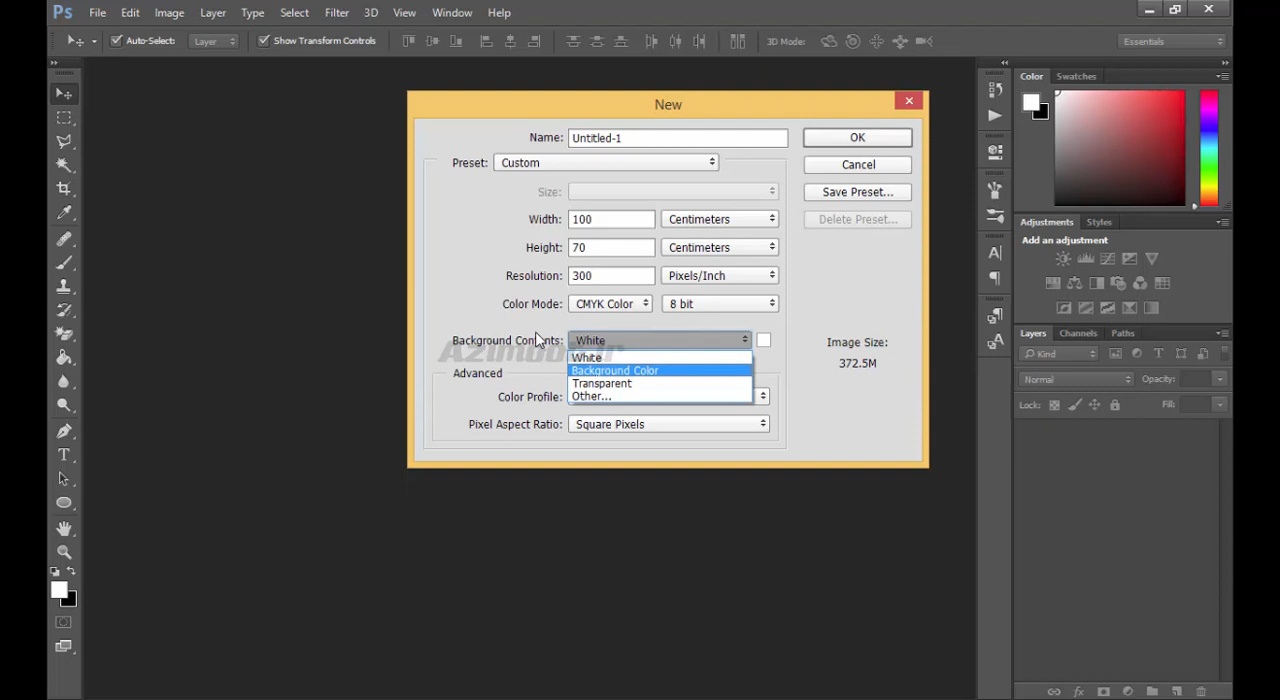 Ps File Edit Image Layer Type Select Filter 3D View Window Help
Auto-Select: Layer Show Transform Controls 3D Mode: Essentials
New
Name: Untitled-1 OK
Preset: Custom Cancel
Size: Save Preset...
Width: 100 Centimeters Delete Preset...
Height: 70 Centimeters
Resolution: 300 Pixels/Inch
Color Mode: CMYK Color 8 bit
Background Contents: White
White
Background Color
Transparent
Other...
Image Size:
372.5M
Advanced
Color Profile:
Pixel Aspect Ratio: Square Pixels
Color Swatches
Adjustments Styles
Add an adjustment
Layers Channels Paths
Kind
Normal Opacity:
Lock: Fill: